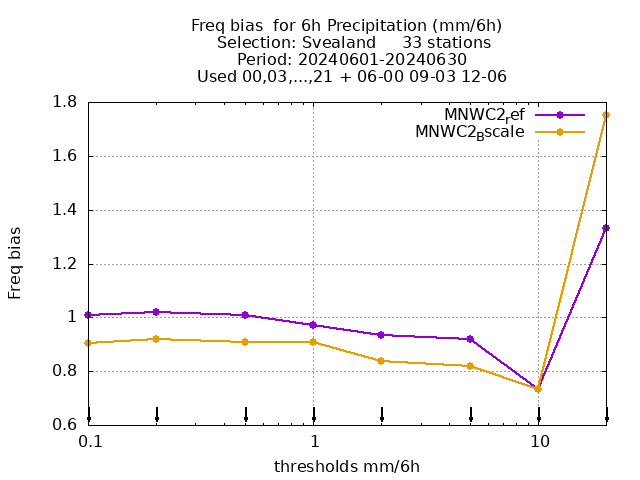 Freq bias  for 6h Precipitation (mm/6h)
Selection: Svealand     33 stations
Period: 20240601-20240630
Used 00,03,...,21 + 06-00 09-03 12-06
MNWC2ref
MNWC2Bscale
1.8
1.6
1.4
1.2
1
0.8
0.6
Freq bias
0.1 1 10
thresholds mm/6h